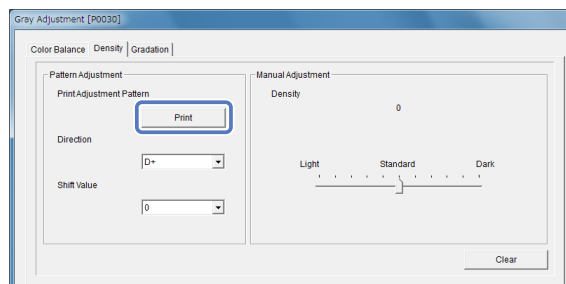 Gray Adjustment [P0030]
Color Balance Density Gradation
Pattern Adjustment
Print Adjustment Pattern
Print
Direction
D+
Shift Value
0
Manual Adjustment
Density
0
Light Standard Dark
Clear